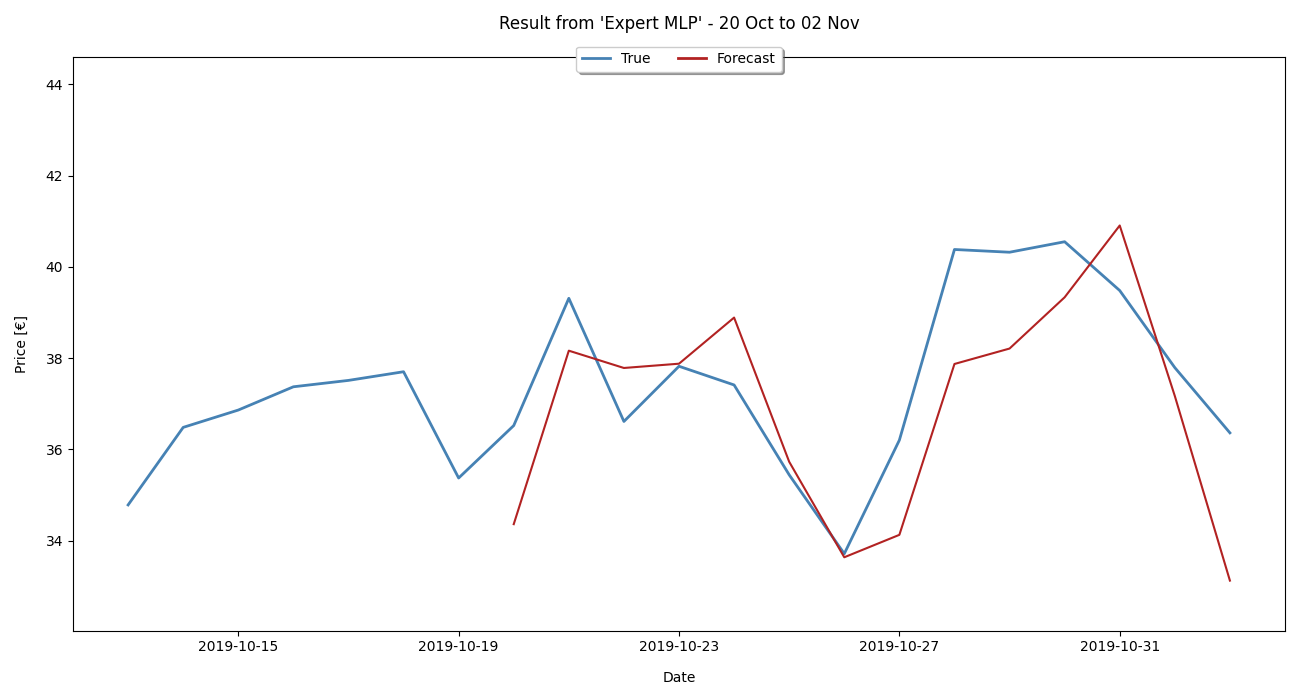 Result from 'Expert MLP' - 20 Oct to 02 Nov
True Forecast
44
42
40
38
36
34
Price [€]
2019-10-15 2019-10-19 2019-10-23 2019-10-27 2019-10-31
Date